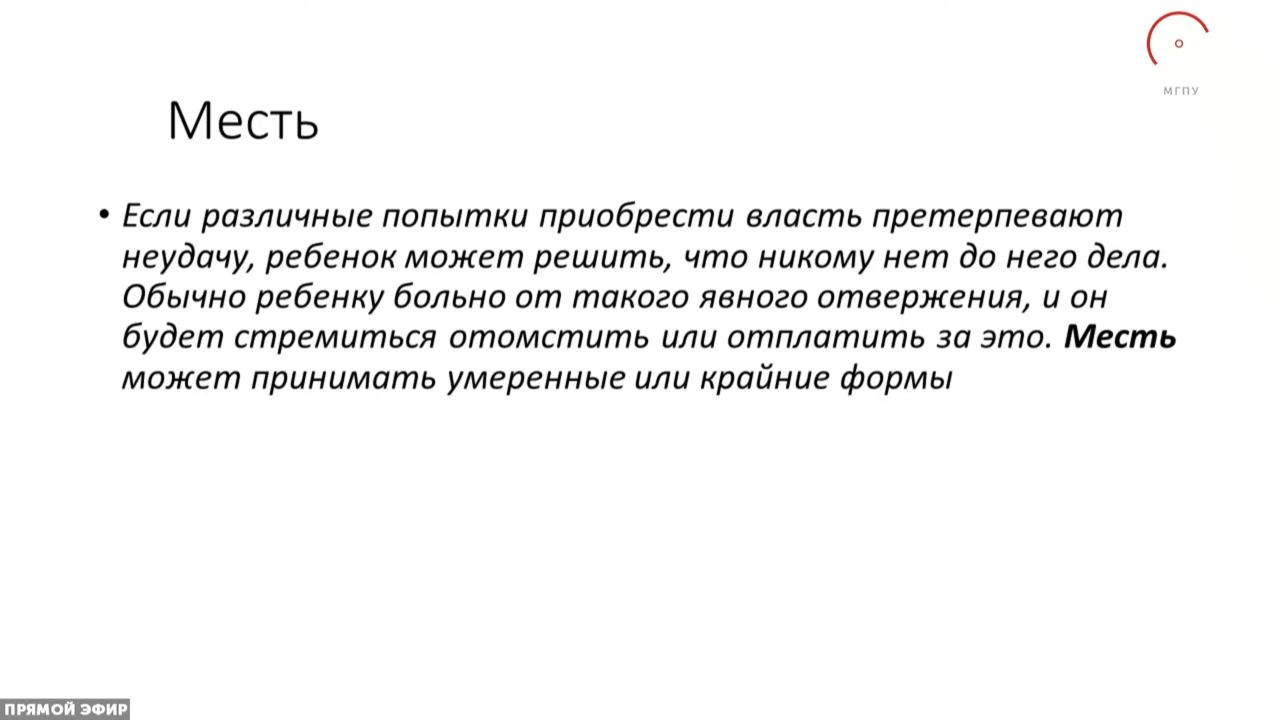 МГПУ
Месть
• Если различные попытки приобрести власть претерпевают
неудачу, ребенок может решить, что никому нет до него дела.
Обычно ребенку больно от такого явного отвержения, и он
будет стремиться отомстить или отплатить за это. Месть
может принимать умеренные или крайние формы
ПРЯМОЙ ЭФИР